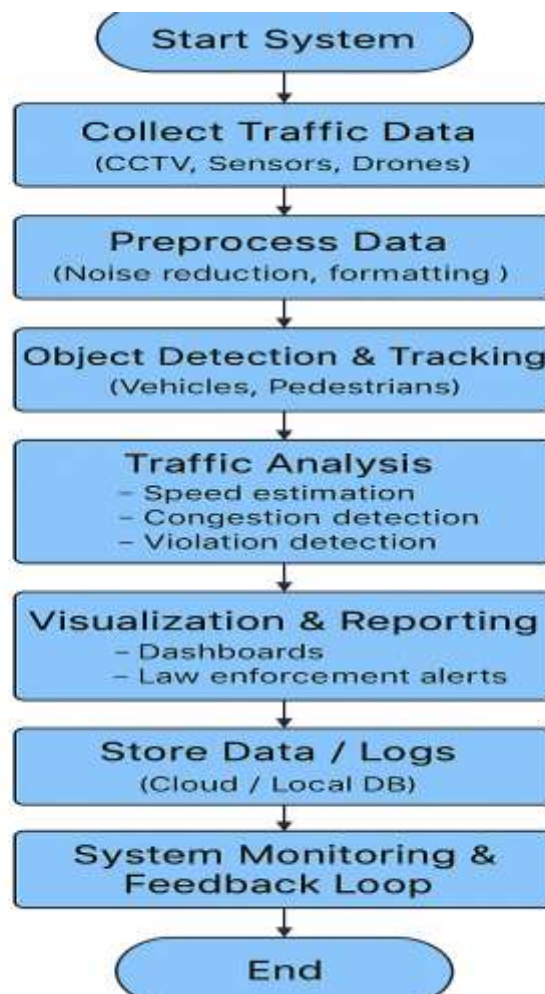 Start System
Collect Traffic Data
(CCTV, Sensors, Drones)
Preprocess Data
(Noise reduction, formatting )
Object Detection & Tracking
(Vehicles, Pedestrians)
Traffic Analysis
– Speed estimation
– Congestion detection
– Violation detection
Visualization & Reporting
– Dashboards
– Law enforcement alerts
Store Data / Logs
(Cloud / Local DB)
System Monitoring &
Feedback Loop
End